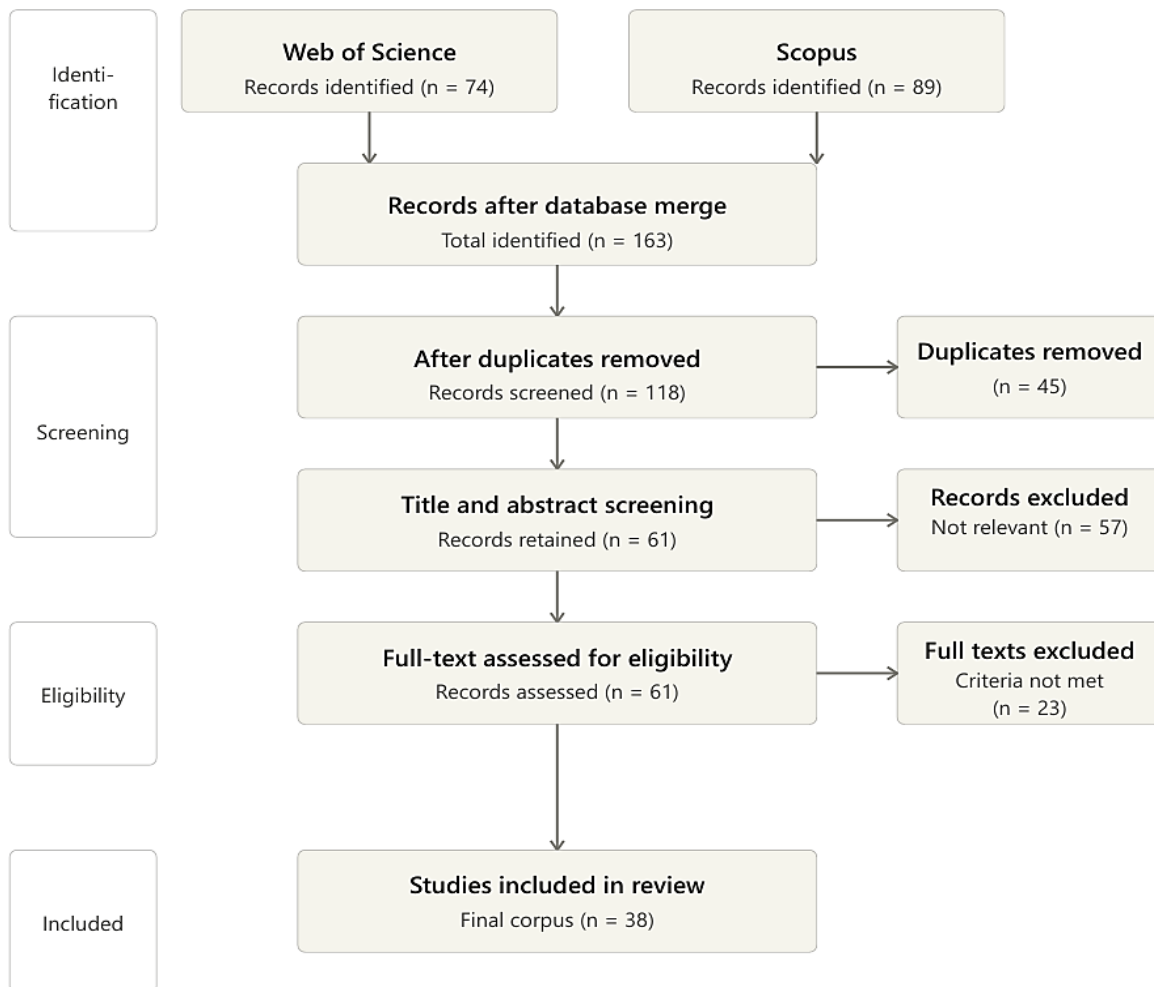 Identi-
fication
Web of Science
Records identified (n = 74)
Scopus
Records identified (n = 89)
Records after database merge
Total identified (n = 163)
Screening
After duplicates removed
Records screened (n = 118)
Duplicates removed
(n = 45)
Title and abstract screening
Records retained (n = 61)
Records excluded
Not relevant (n = 57)
Eligibility
Full-text assessed for eligibility
Records assessed (n = 61)
Full texts excluded
Criteria not met
(n = 23)
Included
Studies included in review
Final corpus (n = 38)